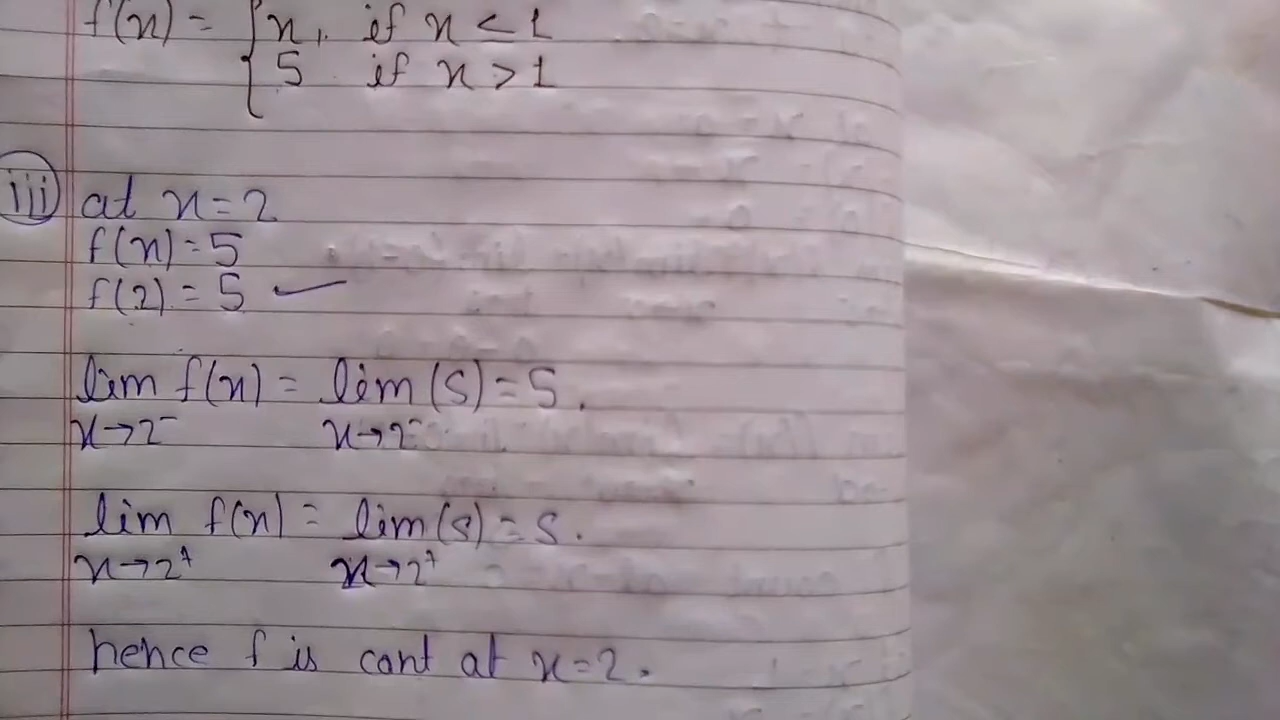 f(x) = { x, if x < 1
{ 5 if x > 1
iii at x = 2
f(x) = 5
f(2) = 5
lim f(x) = lim (5) = 5.
x→2⁻ x→2⁻
lim f(x) = lim (5) = 5.
x→2⁺ x→2⁺
hence f is cont at x = 2.